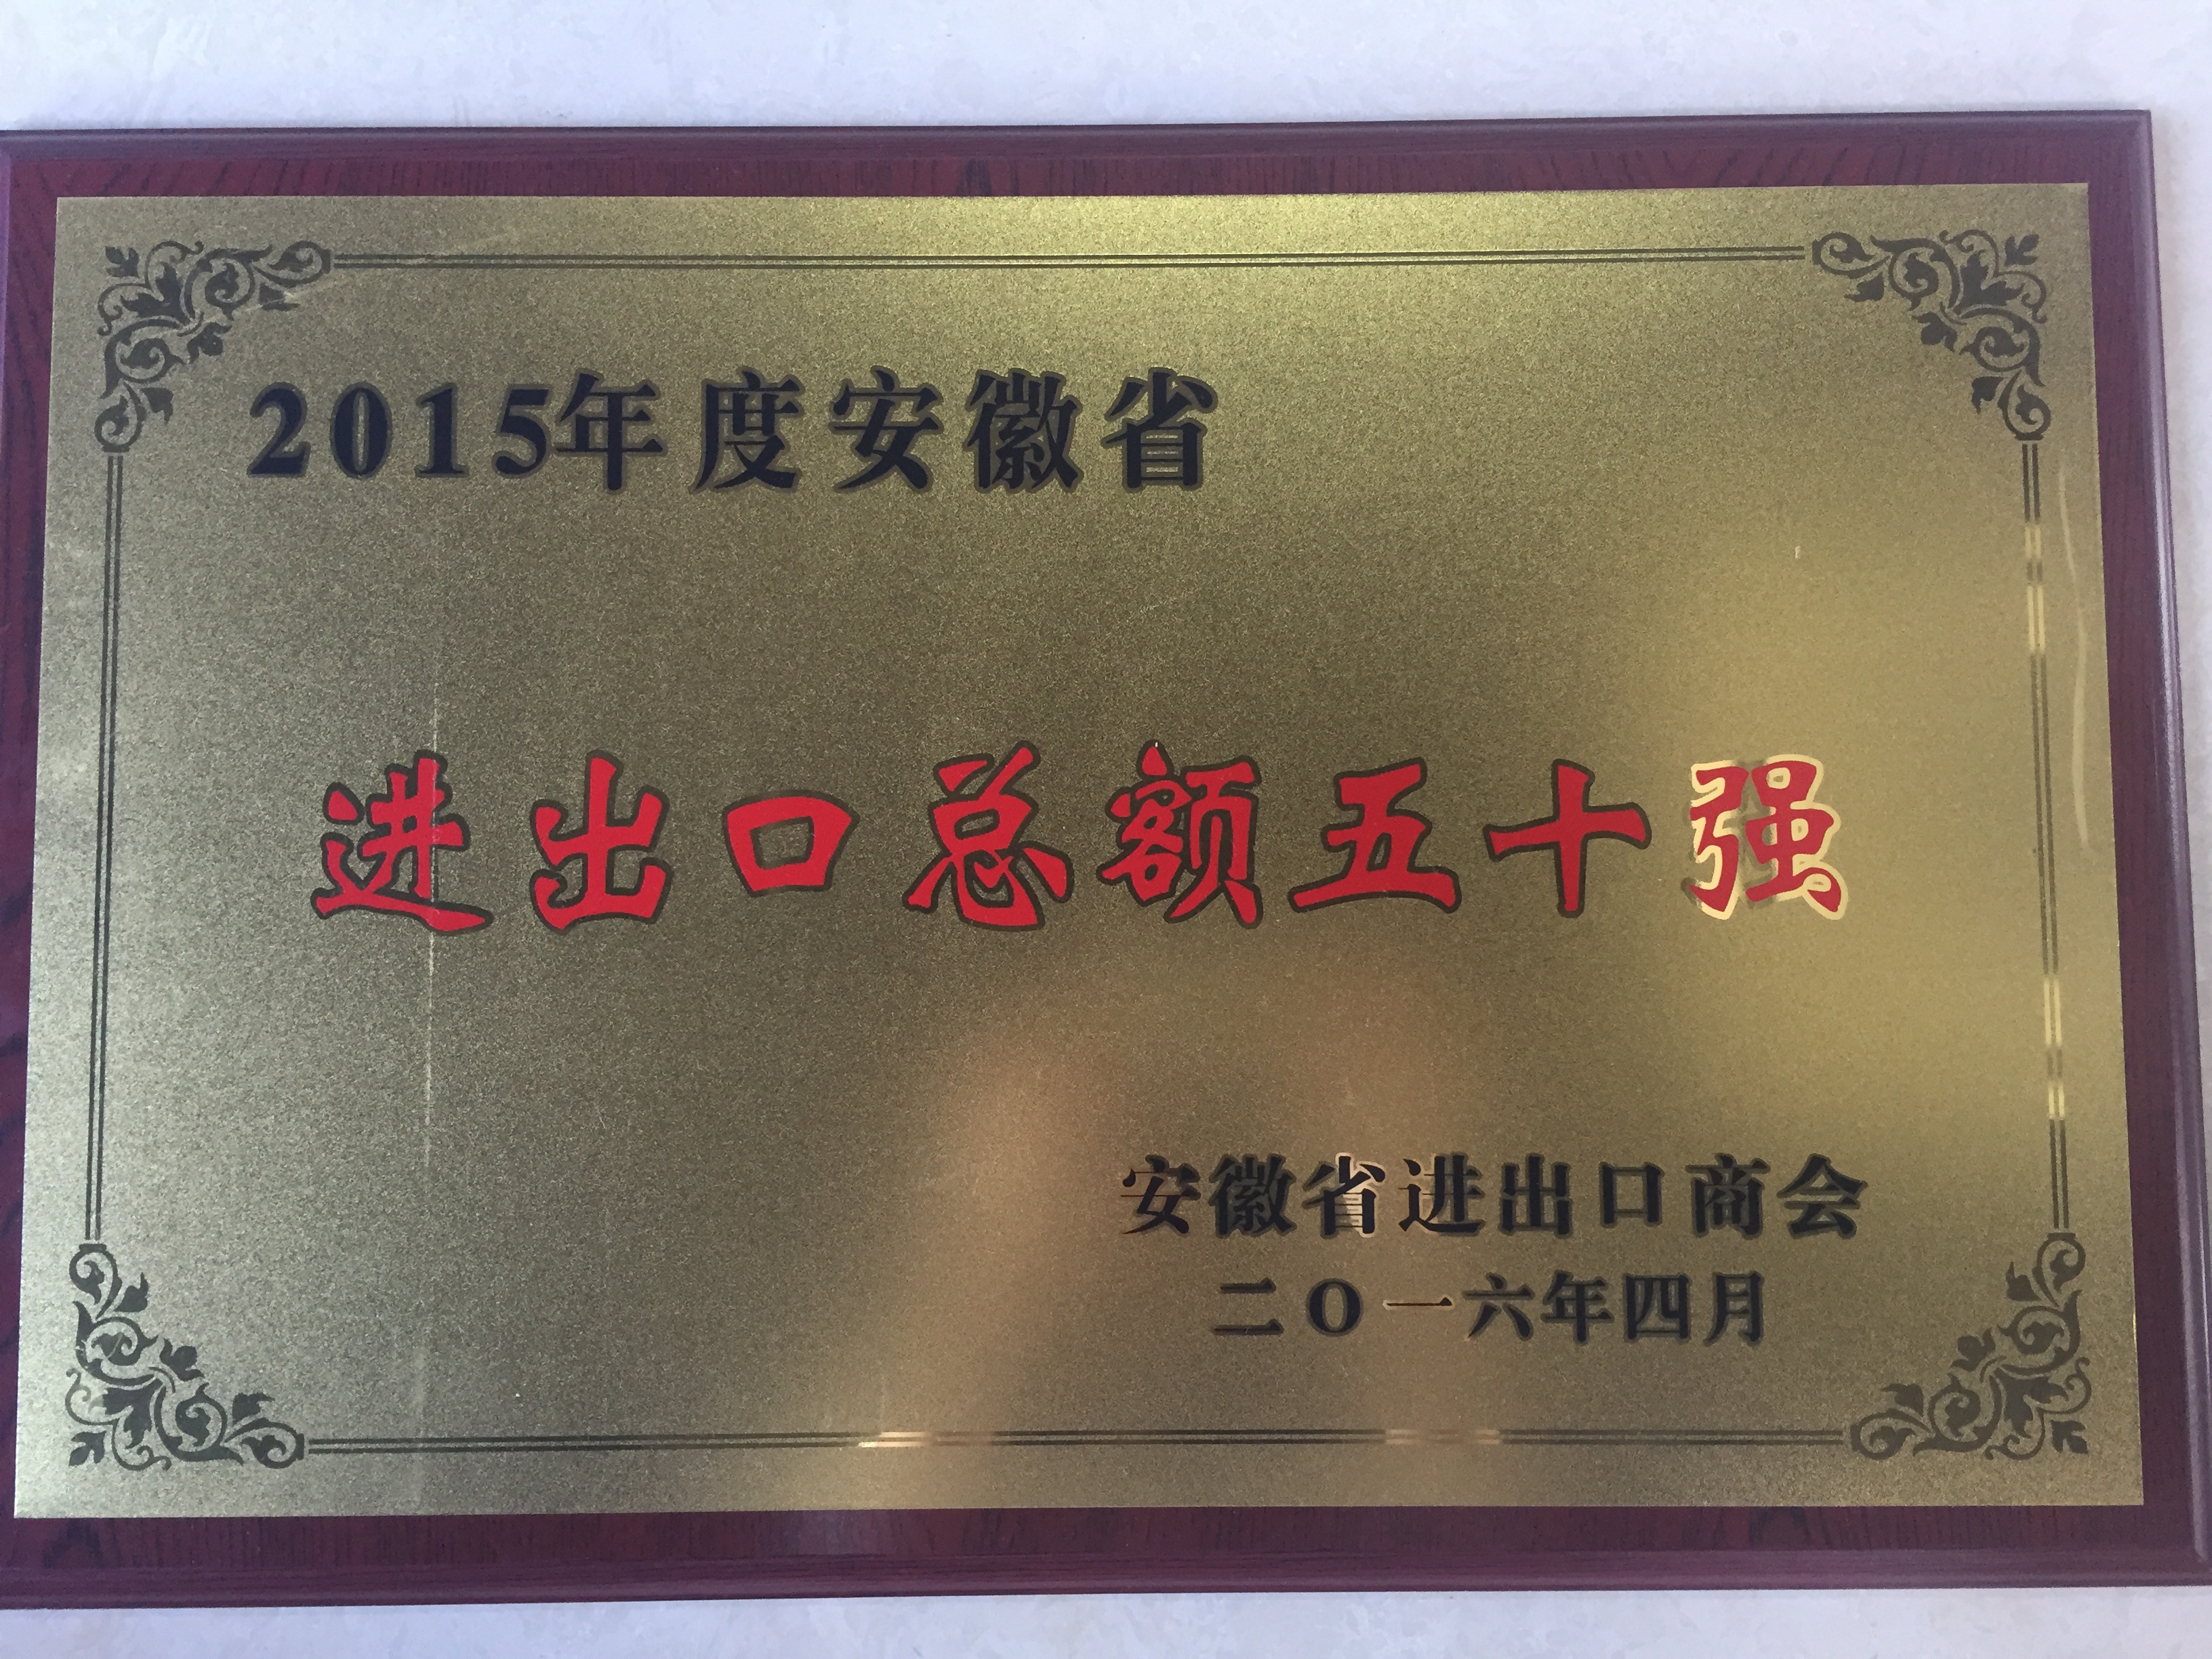 2015年度安徽省
进出口总额五十强
安徽省进出口商会
二O一六年四月